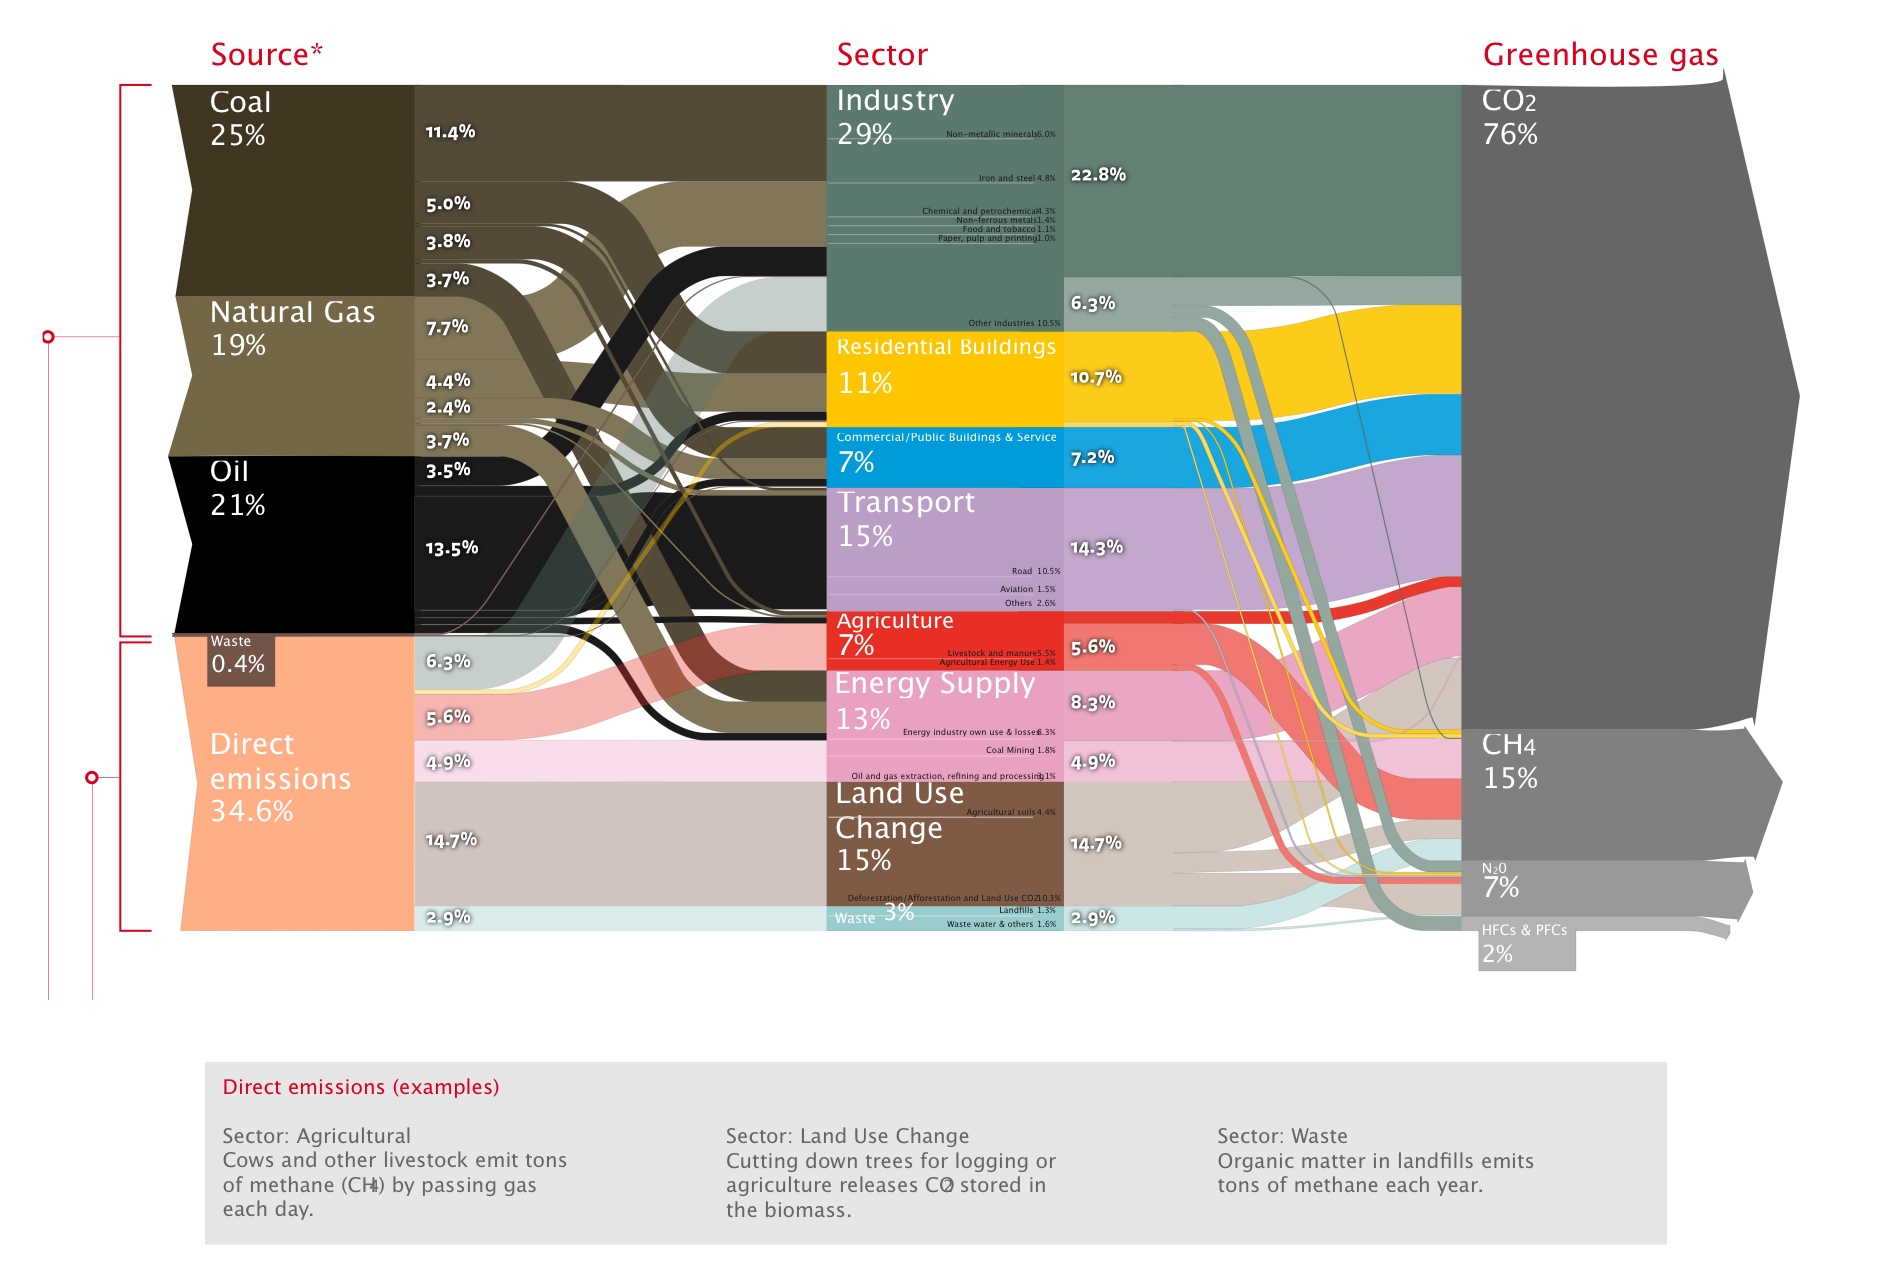 Source*
Sector
Greenhouse gas
Coal
25%
Natural Gas
19%
Oil
21%
Waste
0.4%
Direct
emissions
34.6%
11.4%
5.0%
3.8%
3.7%
7.7%
4.4%
2.4%
3.7%
3.5%
13.5%
6.3%
5.6%
4.9%
14.7%
2.9%
Industry
29%
Non-metallic minerals 6.0%
Iron and steel 4.8%
Chemical and petrochemical 4.3%
Non-ferrous metals 1.4%
Food and tobacco 1.1%
Paper, pulp and printing 1.0%
Other industries 10.5%
Residential Buildings
11%
Commercial/Public Buildings & Service
7%
Transport
15%
Road 10.5%
Aviation 1.5%
Others 2.6%
Agriculture
7%
Livestock and manure 5.5%
Agricultural Energy Use 1.4%
Energy Supply
13%
Energy industry own use & losses 8.3%
Coal Mining 1.8%
Oil and gas extraction, refining and processing 3.1%
Land Use
Change
15%
Agricultural soils 4.4%
Deforestation/Afforestation and Land Use CO2 10.3%
Waste 3%
Landfills 1.3%
Waste water & others 1.6%
22.8%
6.3%
10.7%
7.2%
14.3%
5.6%
8.3%
4.9%
14.7%
2.9%
CO2
76%
CH4
15%
N20
7%
HFCs & PFCs
2%
Direct emissions (examples)
Sector: Agricultural
Cows and other livestock emit tons
of methane (CH4) by passing gas
each day.
Sector: Land Use Change
Cutting down trees for logging or
agriculture releases CO2 stored in
the biomass.
Sector: Waste
Organic matter in landfills emits
tons of methane each year.